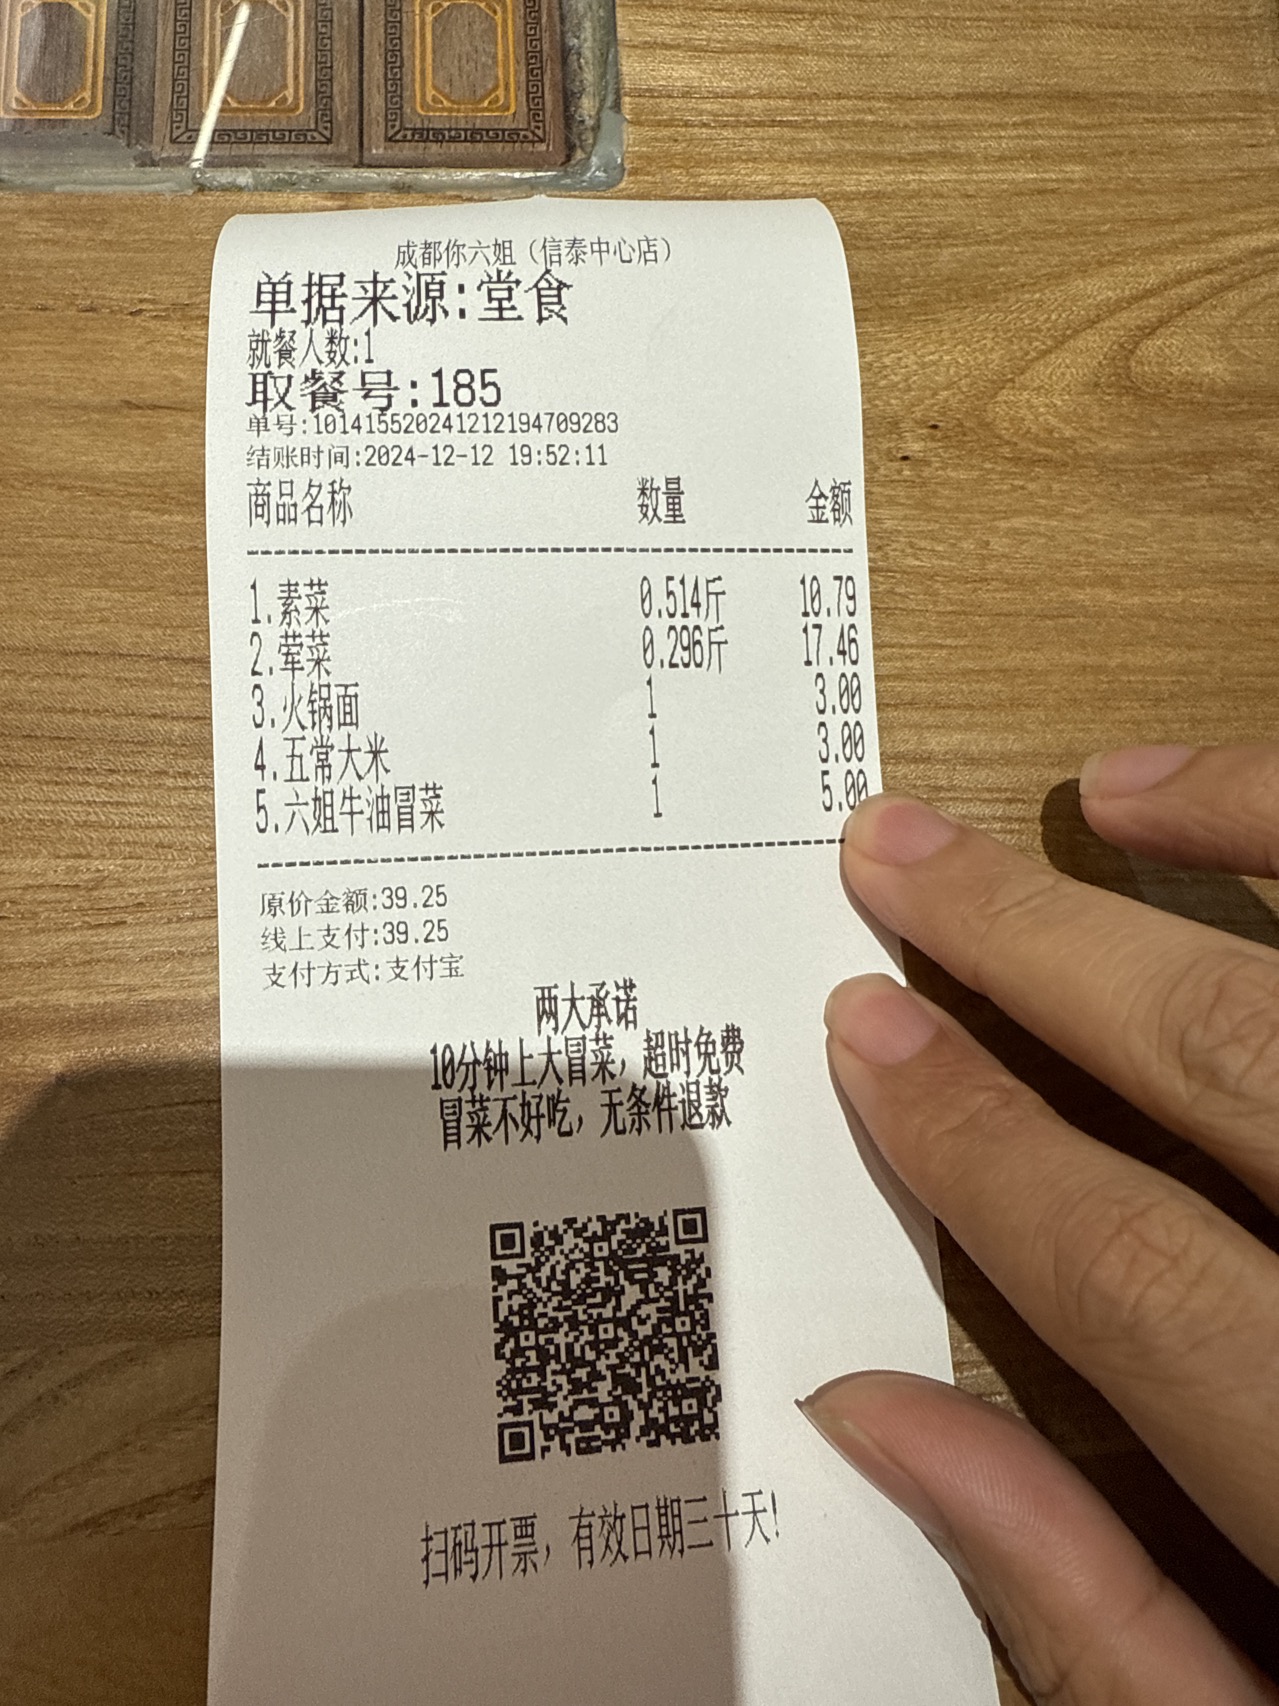 成都你六姐（信泰中心店）
单据来源:堂食
就餐人数:1
取餐号:185
单号:101415520241212194709283
结账时间:2024-12-12 19:52:11
商品名称 数量 金额
1.素菜 0.514斤 10.79
2.荤菜 0.296斤 17.46
3.火锅面 1 3.00
4.五常大米 1 3.00
5.六姐牛油冒菜 1 5.00
原价金额:39.25
线上支付:39.25
支付方式:支付宝
两大承诺
10分钟上大冒菜，超时免费
冒菜不好吃，无条件退款
扫码开票，有效日期三十天!